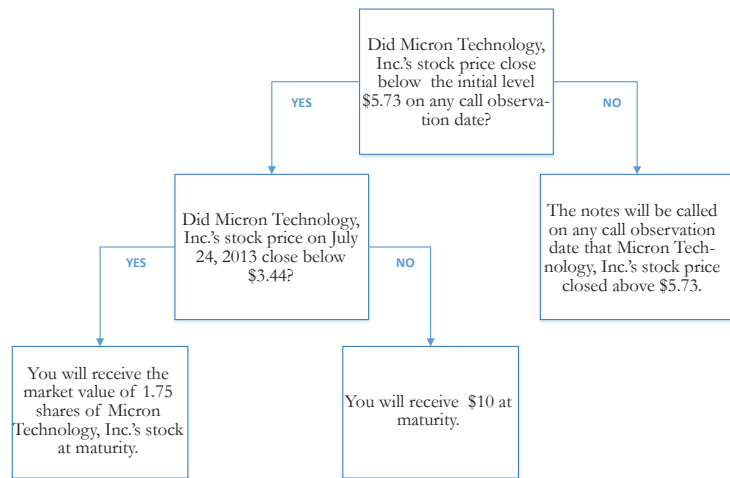 Did Micron Technology,
Inc.'s stock price close
below the initial level
$5.73 on any call observa-
tion date?
YES
NO
Did Micron Technology,
Inc.'s stock price on July
24, 2013 close below
$3.44?
The notes will be called
on any call observation
date that Micron Tech-
nology, Inc.'s stock price
closed above $5.73.
YES
NO
You will receive the
market value of 1.75
shares of Micron
Technology, Inc.'s stock
at maturity.
You will receive $10 at
maturity.